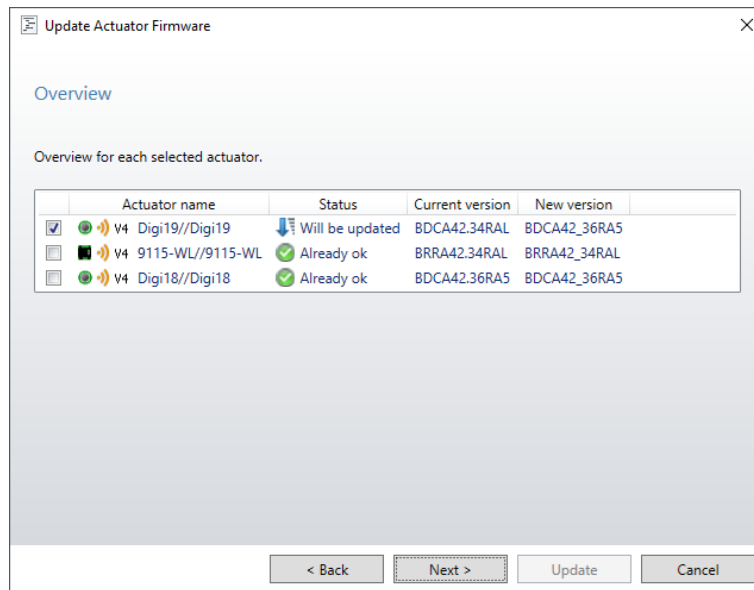 Update Actuator Firmware
Overview
Overview for each selected actuator.
Actuator name Status Current version New version
V4 Digi19//Digi19 Will be updated BDCA42.34RAL BDCA42_36RA5
V4 9115-WL//9115-WL Already ok BRRA42.34RAL BRRA42_34RAL
V4 Digi18//Digi18 Already ok BDCA42.36RA5 BDCA42_36RA5
< Back Next > Update Cancel